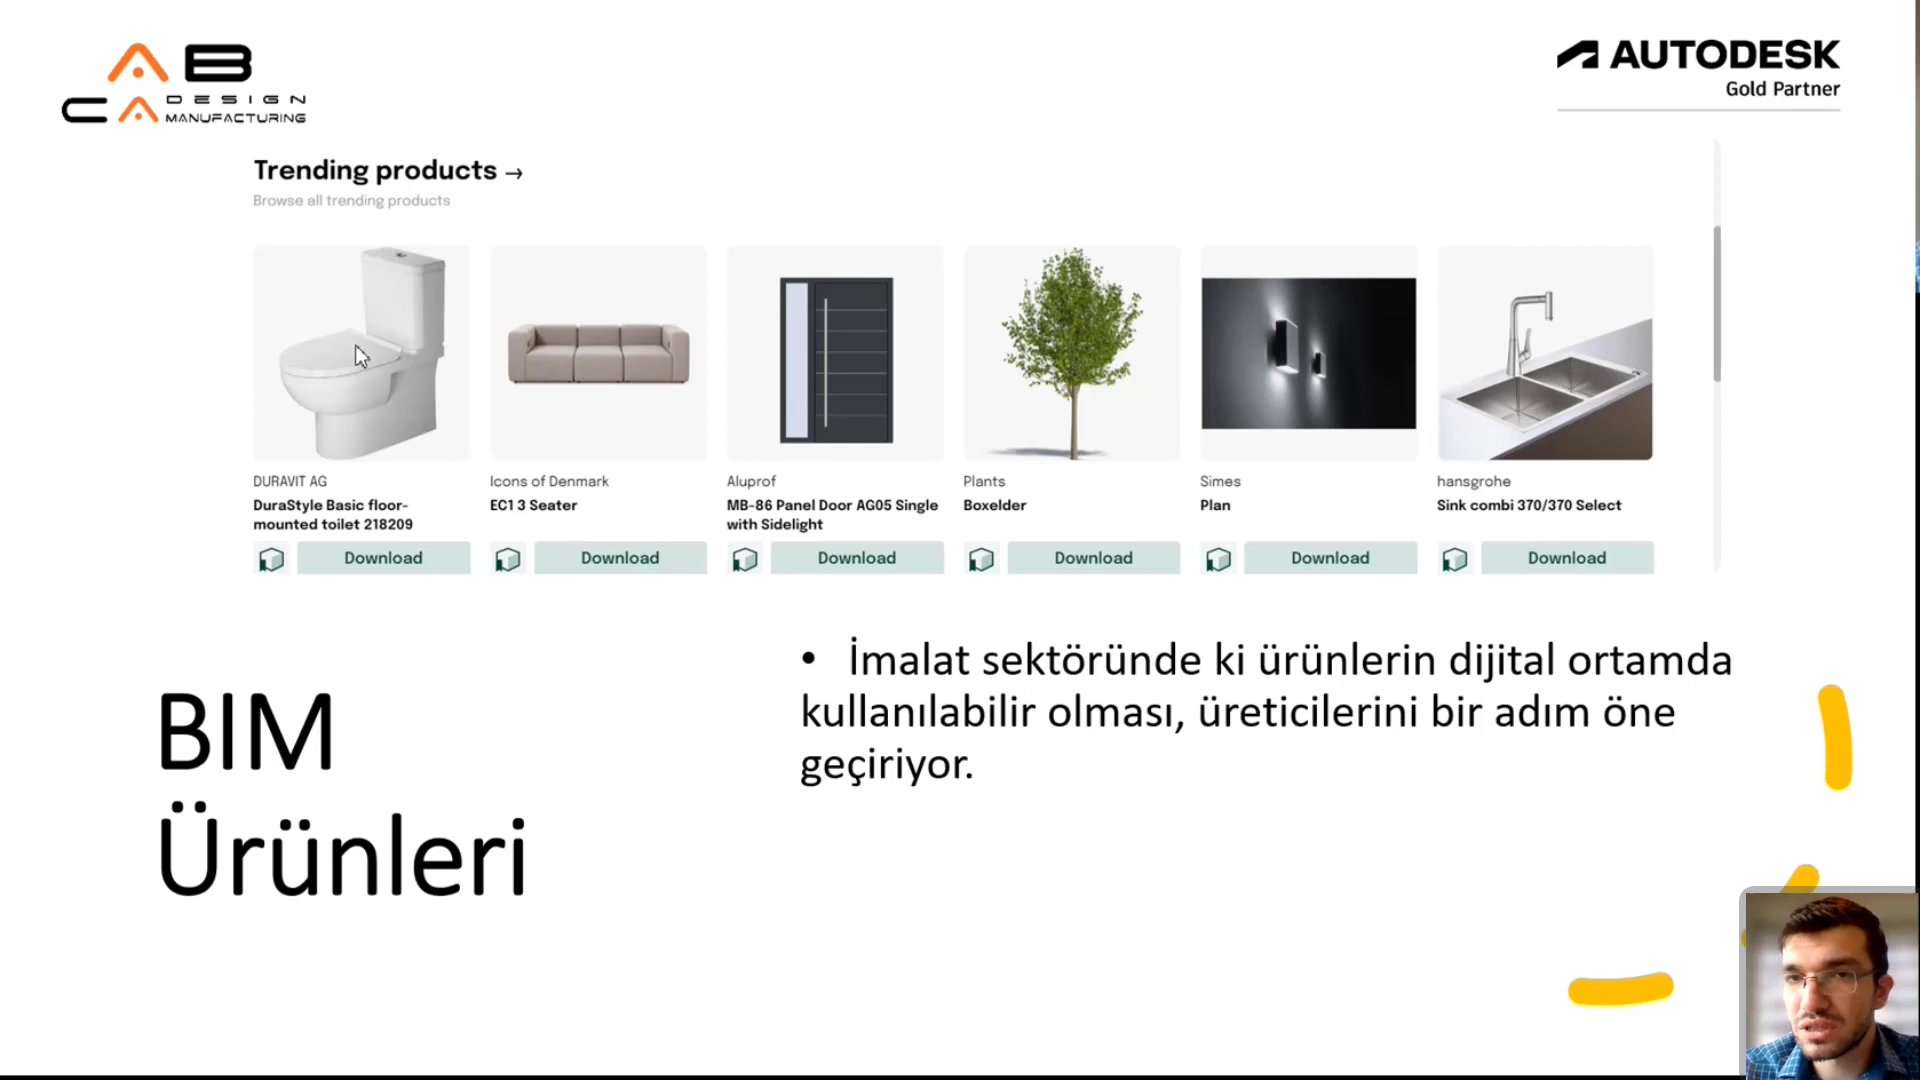 AB
CA DESIGN
MANUFACTURING
AUTODESK
Gold Partner
Trending products →
Browse all trending products
DURAVIT AG
DuraStyle Basic floor-
mounted toilet 218209
Download
Icons of Denmark
EC1 3 Seater
Download
Aluprof
MB-86 Panel Door AG05 Single
with Sidelight
Download
Plants
Boxelder
Download
Simes
Plan
Download
hansgrohe
Sink combi 370/370 Select
Download
BIM
Ürünleri
• İmalat sektöründe ki ürünlerin dijital ortamda
kullanılabilir olması, üreticilerini bir adım öne
geçiriyor.